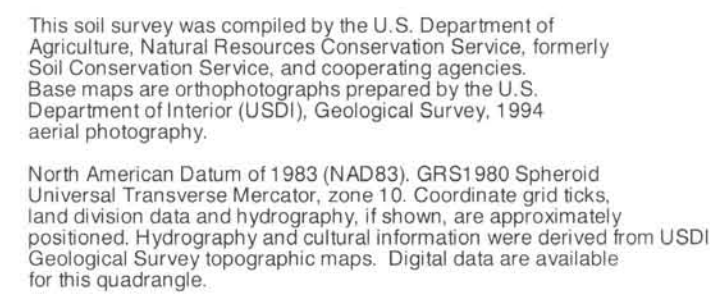 This soil survey was compiled by the U.S. Department of
Agriculture, Natural Resources Conservation Service, formerly
Soil Conservation Service, and cooperating agencies.
Base maps are orthophotographs prepared by the U.S.
Department of Interior (USDI), Geological Survey, 1994
aerial photography.

North American Datum of 1983 (NAD83). GRS1980 Spheroid
Universal Transverse Mercator, zone 10. Coordinate grid ticks,
land division data and hydrography, if shown, are approximately
positioned. Hydrography and cultural information were derived from USDI
Geological Survey topographic maps.  Digital data are available
for this quadrangle.